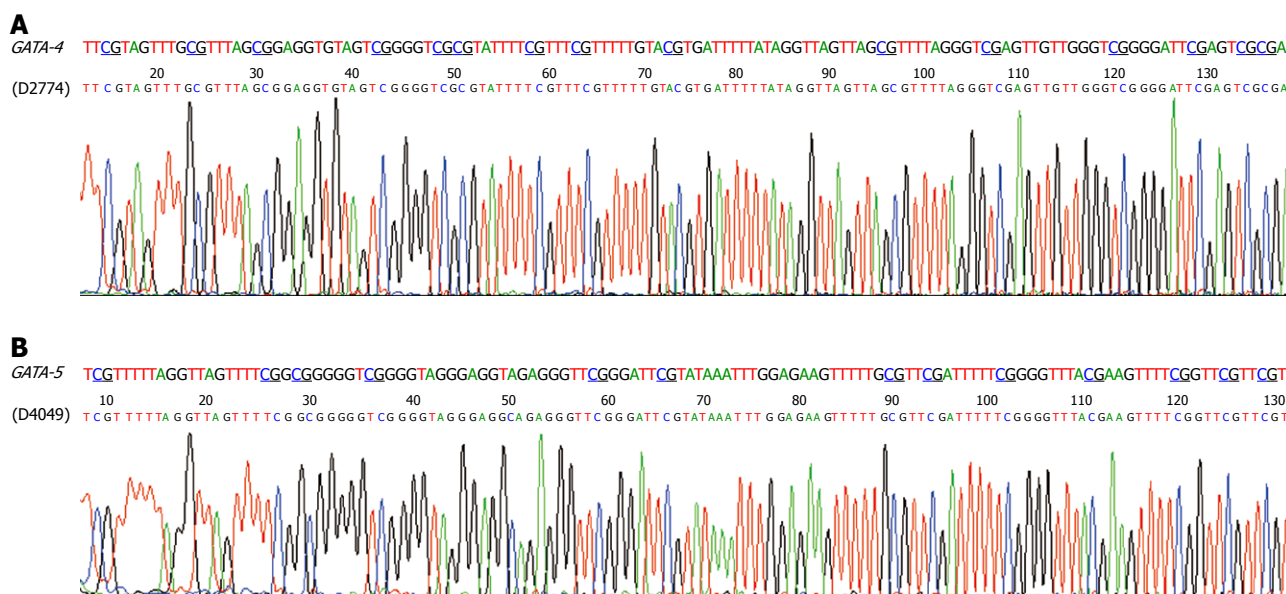 A
GATA-4 TTCGTAGTTTGCGTTTAGCGGAGGTGTAGTCGGGGTCGCGTATTTTCGTTTCGTTTTTGTACGTGATTTTTATAGGTTAGTTAGCGTTTTAGGGTCGAGTTGTTGGGTCGGGGATTCGAGTCGCGA
20 30 40 50 60 70 80 90 100 110 120 130
(D2774) TTCGTAGTTTGCGTTTAGCGGAGGTGTAGTCGGGGTCGCGTATTTTCGTTTCGTTTTTGTACGTGATTTTTATAGGTTAGTTAGCGTTTTAGGGTCGAGTTGTTGGGTCGGGGATTCGAGTCGCGA
B
GATA-5 TCGTTTTTAGGTTAGTTTTCGGCGGGGGTCGGGGTAGGGAGGTAGAGGGTTCGGGATTCGTATAAATTTGGAGAAGTTTTTGCGTTCGATTTTTCGGGGTTTACGAAGTTTTCGGTTCGTTCGT
10 20 30 40 50 60 70 80 90 100 110 120 130
(D4049) TCGTTTTTAGGTTAGTTTTCGGCGGGGGTCGGGGTAGGGAGGCAGAGGGTTCGGGATTCGTATAAATTTGGAGAAGTTTTTGCGTTCGATTTTTCGGGGTTTACGAAGTTTTCGGTTCGTTCGT